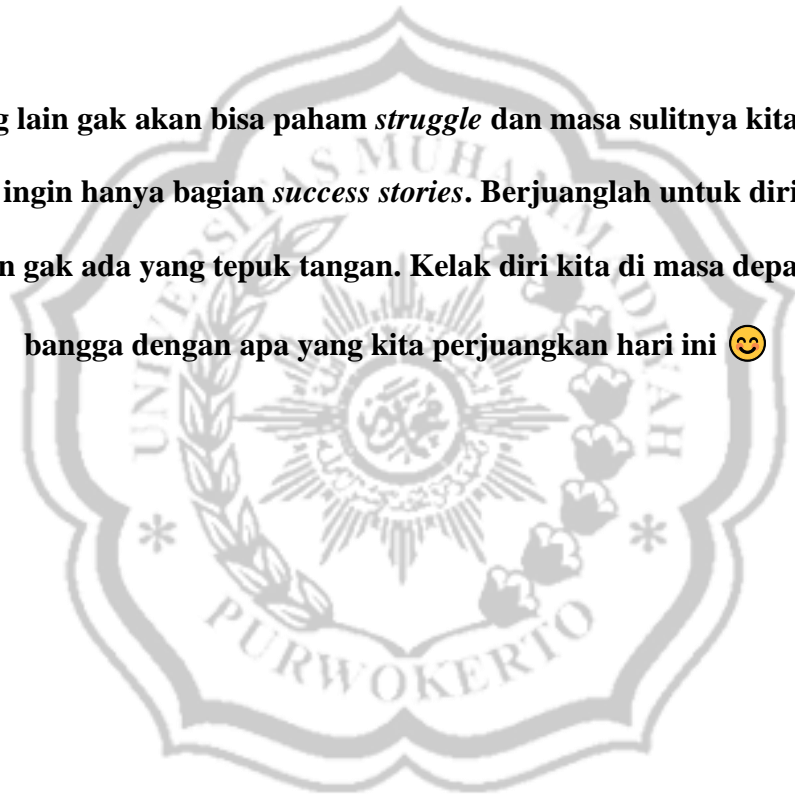 g lain gak akan bisa paham struggle dan masa sulitnya kita
ingin hanya bagian success stories. Berjuanglah untuk diri
n gak ada yang tepuk tangan. Kelak diri kita di masa depa
bangga dengan apa yang kita perjuangkan hari ini 😊
UNIVERSITAS MUHAMMADIYAH
PURWOKERTO